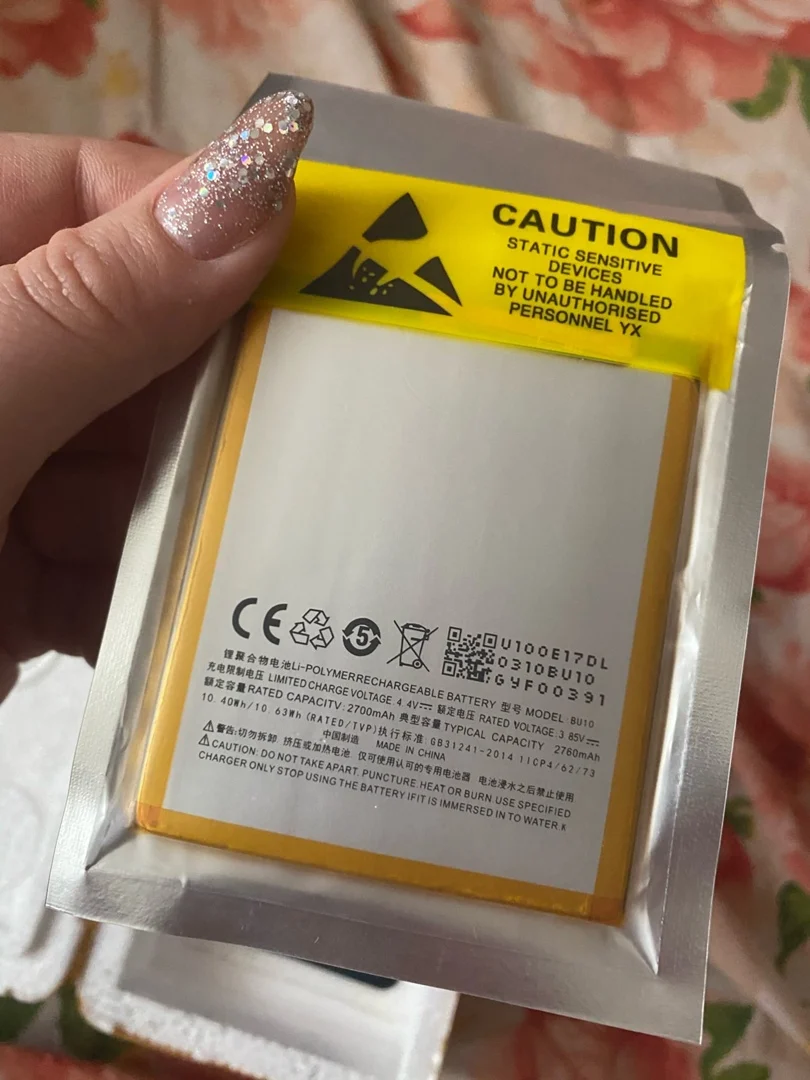 CAUTION
STATIC SENSITIVE
DEVICES
NOT TO BE HANDLED
BY UNAUTHORISED
PERSONNEL YX
CE 5 U100E17DL
0310BU10
GYF00391
锂聚合物电池Li-POLYMERRECHARGEABLE BATTERY 型号 MODEL: BU10
充电限制电压 LIMITED CHARGE VOLTAGE. 4.4V⎓ 额定电压 RATED VOLTAGE.3.85V⎓
额定容量 RATED CAPACITV: 2700mAh 典型容量 TYPICAL CAPACITY 2760mAh
10.40Wh/10.63Wh (RATED/TVP) 执行标准: GB31241-2014 1ICP4/62/73
中国制造 MADE IN CHINA
警告:切勿拆卸 挤压或加热电池 仅可使用认可的专用电池器 电池浸水之后禁止使用
CAUTION: DO NOT TAKE APART, PUNCTURE.HEAT OR BURN USE SPECIFIED
CHARGER ONLY STOP USING THE BATTERY IFIT IS IMMERSED IN TO WATER.K